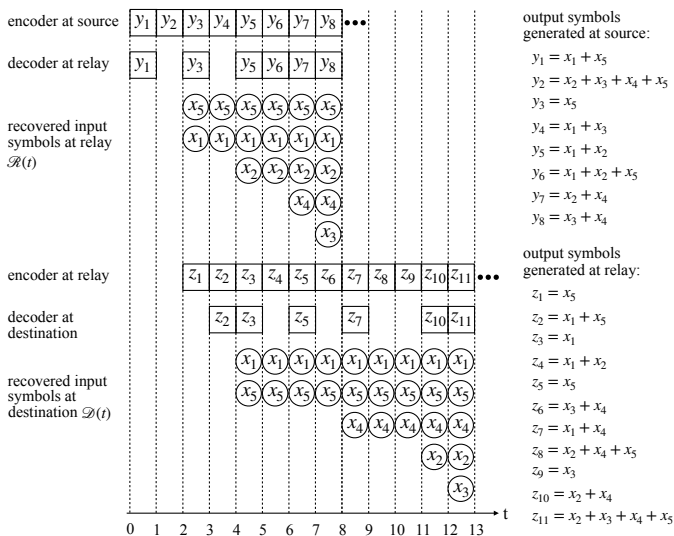 encoder at source y1 y2 y3 y4 y5 y6 y7 y8 •••
decoder at relay y1 y3 y5 y6 y7 y8
recovered input
symbols at relay
ℛ(t)
x5 x5 x5 x5 x5 x5
x1 x1 x1 x1 x1 x1
x2 x2 x2 x2
x4 x4
x3
encoder at relay z1 z2 z3 z4 z5 z6 z7 z8 z9 z10 z11 •••
decoder at
destination
z2 z3 z5 z7 z10 z11
recovered input
symbols at
destination 𝒟(t)
x1 x1 x1 x1 x1 x1 x1 x1 x1
x5 x5 x5 x5 x5 x5 x5 x5 x5
x4 x4 x4 x4 x4
x2 x2
x3
t
0 1 2 3 4 5 6 7 8 9 10 11 12 13
output symbols
generated at source:
y1 = x1 + x5
y2 = x2 + x3 + x4 + x5
y3 = x5
y4 = x1 + x3
y5 = x1 + x2
y6 = x1 + x2 + x5
y7 = x2 + x4
y8 = x3 + x4
output symbols
generated at relay:
z1 = x5
z2 = x1 + x5
z3 = x1
z4 = x1 + x2
z5 = x5
z6 = x3 + x4
z7 = x1 + x4
z8 = x2 + x4 + x5
z9 = x3
z10 = x2 + x4
z11 = x2 + x3 + x4 + x5